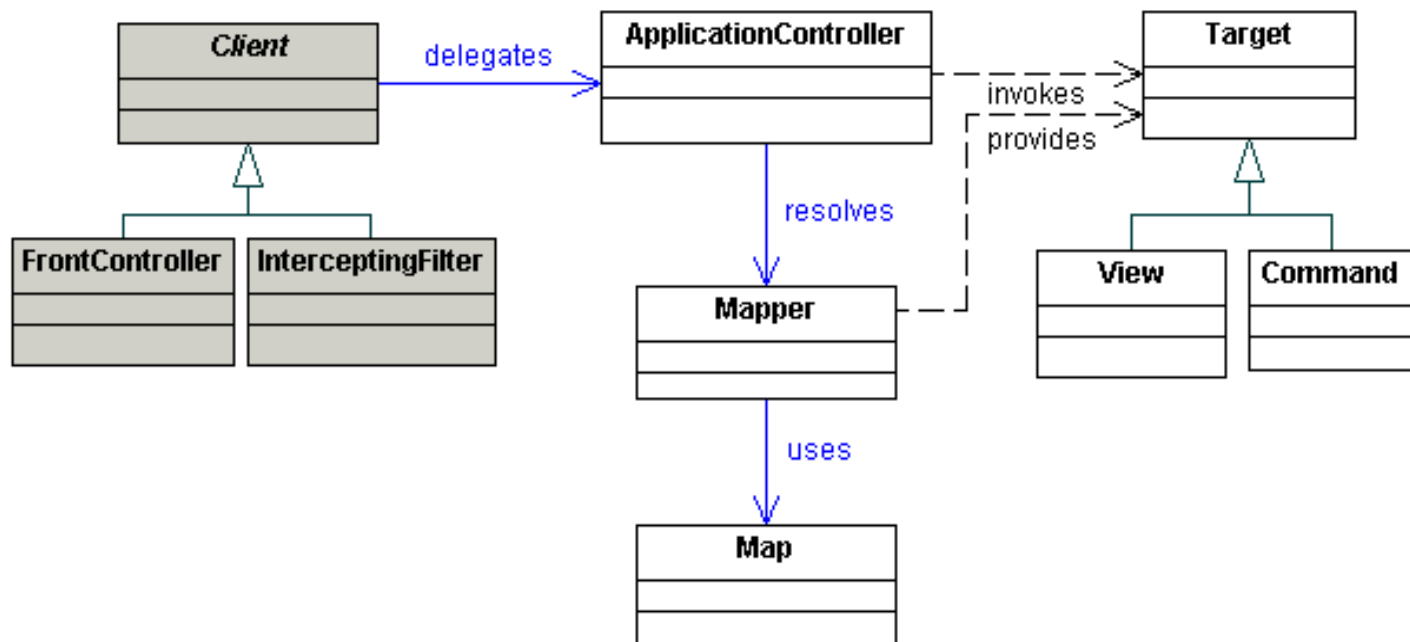 Client
delegates
ApplicationController
invokes
provides
Target
resolves
FrontController
InterceptingFilter
Mapper
View
Command
uses
Map